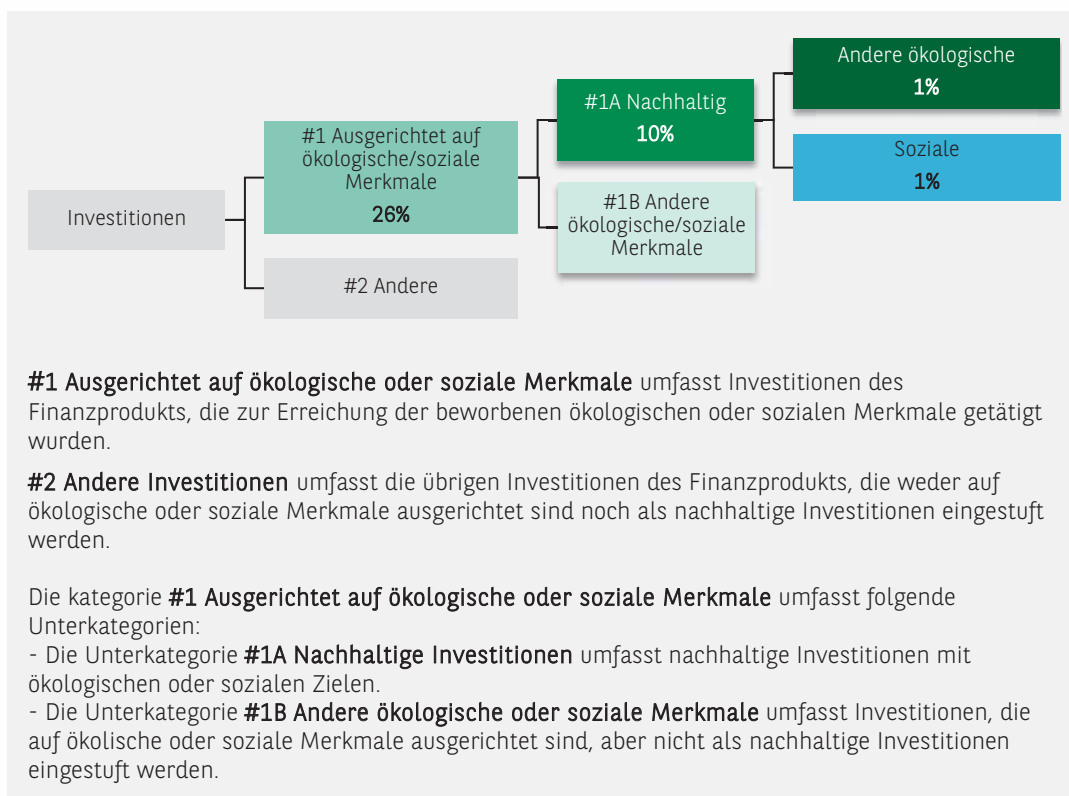 Andere ökologische
1%
#1A Nachhaltig
10%
#1 Ausgerichtet auf
ökologische/soziale
Merkmale
26%
Soziale
1%
Investitionen
#1B Andere
ökologische/soziale
Merkmale
#2 Andere
#1 Ausgerichtet auf ökologische oder soziale Merkmale umfasst Investitionen des
Finanzprodukts, die zur Erreichung der beworbenen ökologischen oder sozialen Merkmale getätigt
wurden.
#2 Andere Investitionen umfasst die übrigen Investitionen des Finanzprodukts, die weder auf
ökologische oder soziale Merkmale ausgerichtet sind noch als nachhaltige Investitionen eingestuft
werden.
Die kategorie #1 Ausgerichtet auf ökologische oder soziale Merkmale umfasst folgende
Unterkategorien:
- Die Unterkategorie #1A Nachhaltige Investitionen umfasst nachhaltige Investitionen mit
ökologischen oder sozialen Zielen.
- Die Unterkategorie #1B Andere ökologische oder soziale Merkmale umfasst Investitionen, die
auf ökolische oder soziale Merkmale ausgerichtet sind, aber nicht als nachhaltige Investitionen
eingestuft werden.